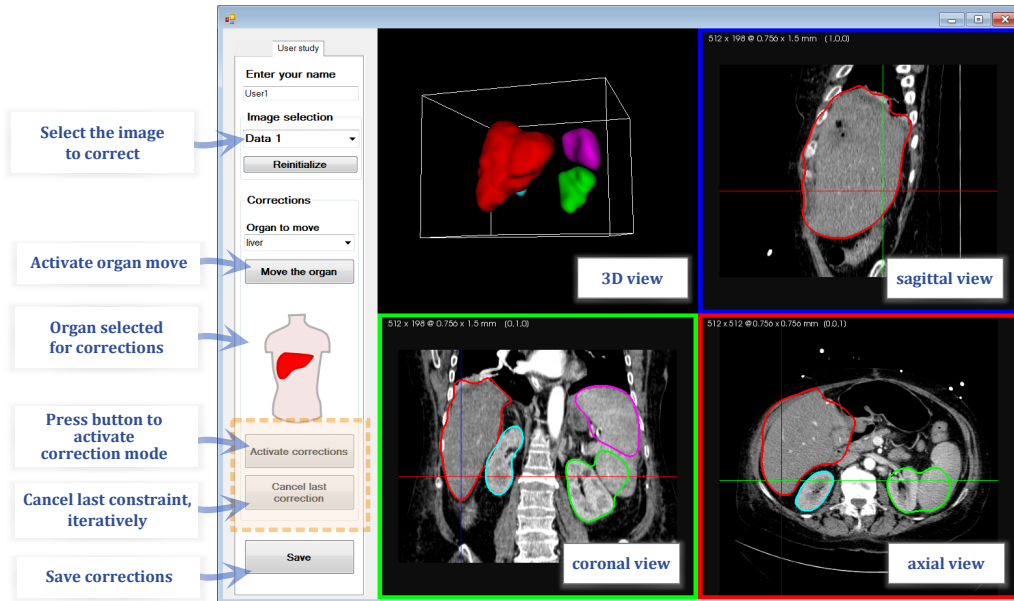 Select the image
to correct
Activate organ move
Organ selected
for corrections
Press button to
activate
correction mode
Cancel last constraint,
iteratively
Save corrections
User study
Enter your name
User1
Image selection
Data 1
Reinitialize
Corrections
Organ to move
liver
Move the organ
Activate corrections
Cancel last
correction
Save
3D view
512 x 198 @ 0.756 x 1.5 mm (1,0,0)
sagittal view
512 x 198 @ 0.756 x 1.5 mm (0,1,0)
coronal view
512 x 512 @ 0.756 x 0.756 mm (0,0,1)
axial view